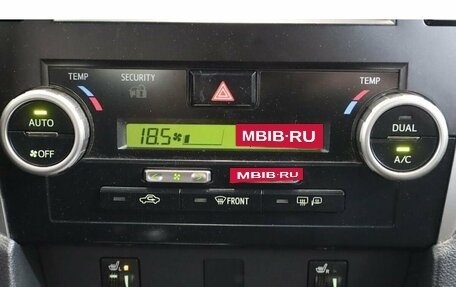 TEMP
SECURITY
TEMP
AUTO
OFF
18.5
MBIB·RU
DUAL
A/C
MBIB·RU
FRONT
L
R